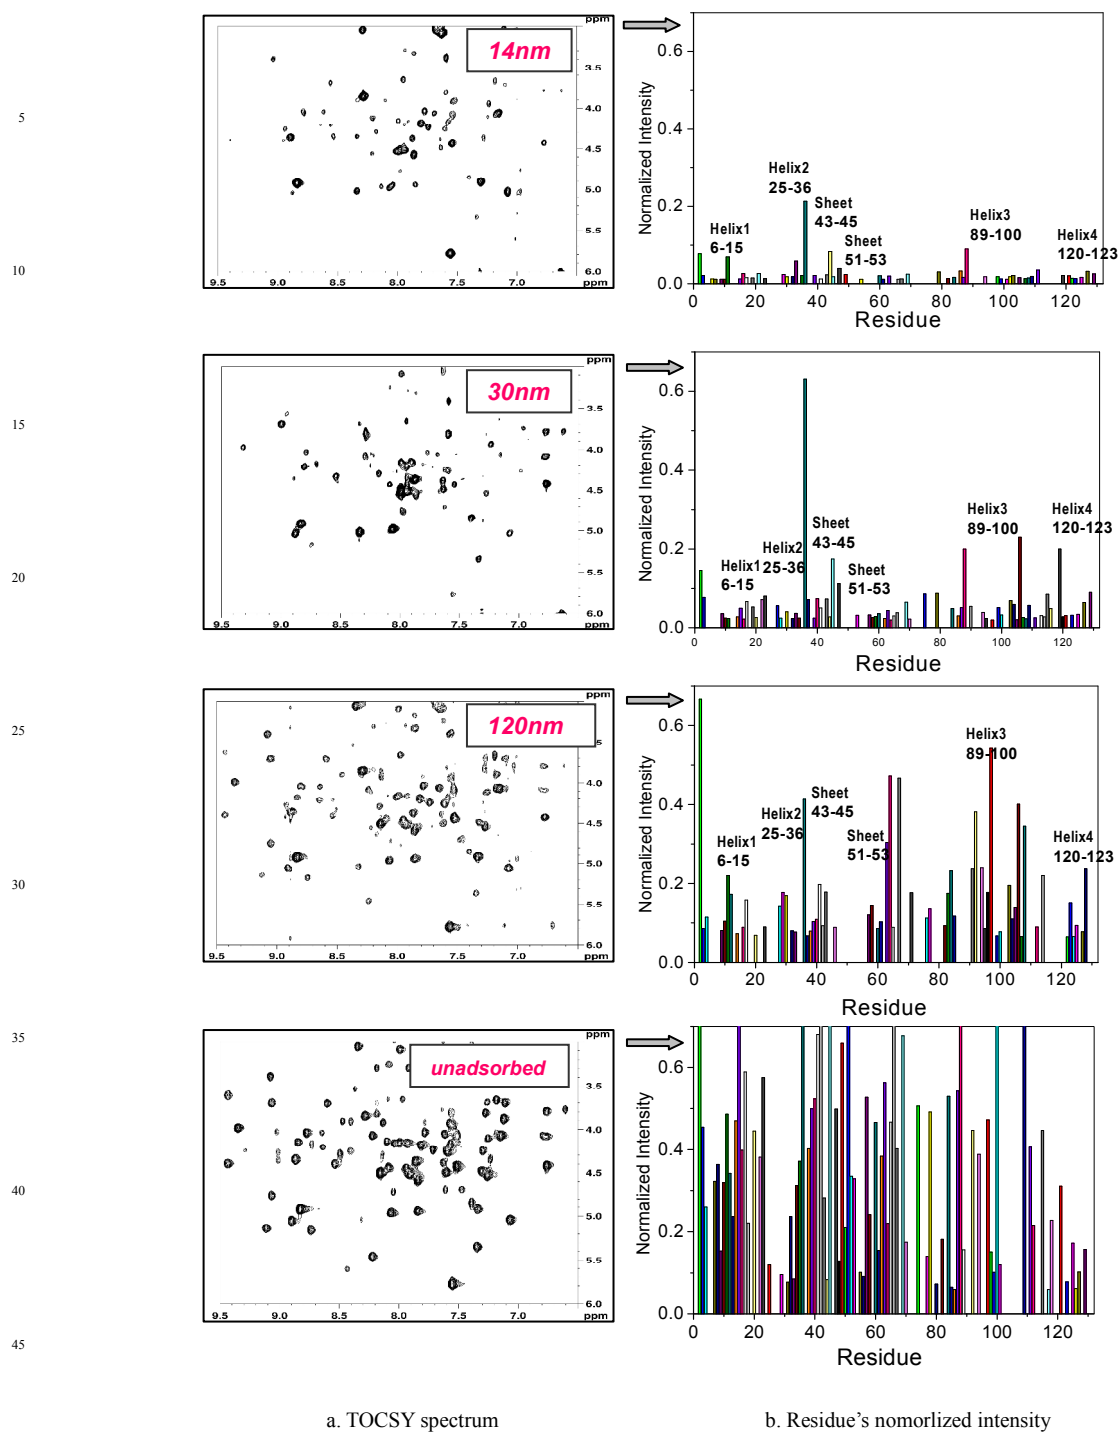 14nm
ppm
3.5
4.0
4.5
5.0
5.5
6.0
9.5 9.0 8.5 8.0 7.5 7.0 ppm
Normalized Intensity
0.6
0.4
0.2
0.0
Helix1
6-15
Helix2
25-36
Sheet
43-45
Sheet
51-53
Helix3
89-100
Helix4
120-123
0 20 40 60 80 100 120
Residue
5
10
30nm
ppm
3.5
4.0
4.5
5.0
5.5
6.0
9.5 9.0 8.5 8.0 7.5 7.0 ppm
Normalized Intensity
0.6
0.4
0.2
0.0
Helix1
6-15
Helix2
25-36
Sheet
43-45
Sheet
51-53
Helix3
89-100
Helix4
120-123
0 20 40 60 80 100 120
Residue
15
20
120nm
ppm
5
4.0
4.5
5.0
5.5
6.0
9.5 9.0 8.5 8.0 7.5 7.0 ppm
Normalized Intensity
0.6
0.4
0.2
0.0
Helix1
6-15
Helix2
25-36
Sheet
43-45
Sheet
51-53
Helix3
89-100
Helix4
120-123
0 20 40 60 80 100 120
Residue
25
30
unadsorbed
ppm
3.5
4.0
4.5
5.0
5.5
6.0
9.5 9.0 8.5 8.0 7.5 7.0 ppm
Normalized Intensity
0.6
0.4
0.2
0.0
0 20 40 60 80 100 120
Residue
35
40
45
a. TOCSY spectrum
b. Residue's nomorlized intensity